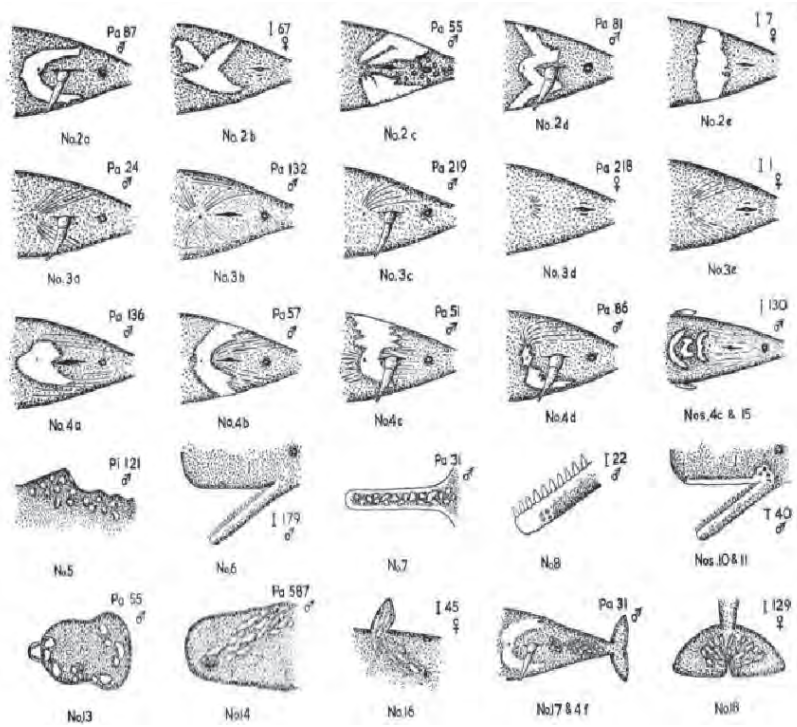 Pa 87 ♂
I 67 ♀
Pa 55 ♂
Pa 81 ♂
I 7 ♀
No.2a
No.2b
No.2c
No.2d
No.2e
Pa 24 ♂
Pa 132 ♂
Pa 219 ♂
Pa 218 ♀
I 1 ♀
No.3a
No.3b
No.3c
No.3d
No.3e
Pa 136 ♂
Pa 57 ♂
Pa 51 ♂
Pa 86 ♂
I 130 ♂
No.4a
No.4b
No.4c
No.4d
Nos.4c & 15
Pi 121 ♂
I 179 ♂
Pa 31 ♂
I 22 ♂
T 40 ♂
No.5
No.6
No.7
No.8
Nos.10 & 11
Pa 55 ♂
Pa 587 ♂
I 45 ♀
Pa 31 ♂
I 129 ♀
No.13
No.14
No.16
No.17 & 4f
No.18